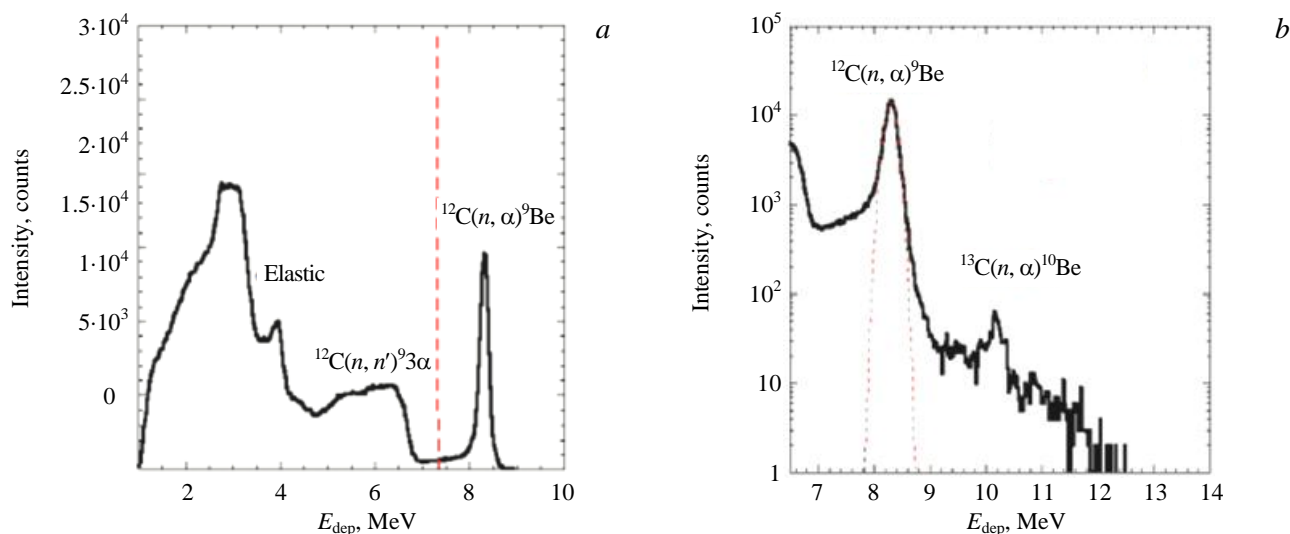 a
3·10⁴
2.5·10⁴
2·10⁴
1.5·10⁴
1·10⁴
5·10³
0
Intensity, counts
Elastic
¹²C(n, n′)⁹3α
¹²C(n, α)⁹Be
2 4 6 8 10
E_dep, MeV
b
10⁵
10⁴
10³
10²
10
1
Intensity, counts
¹²C(n, α)⁹Be
¹³C(n, α)¹⁰Be
7 8 9 10 11 12 13 14
E_dep, MeV